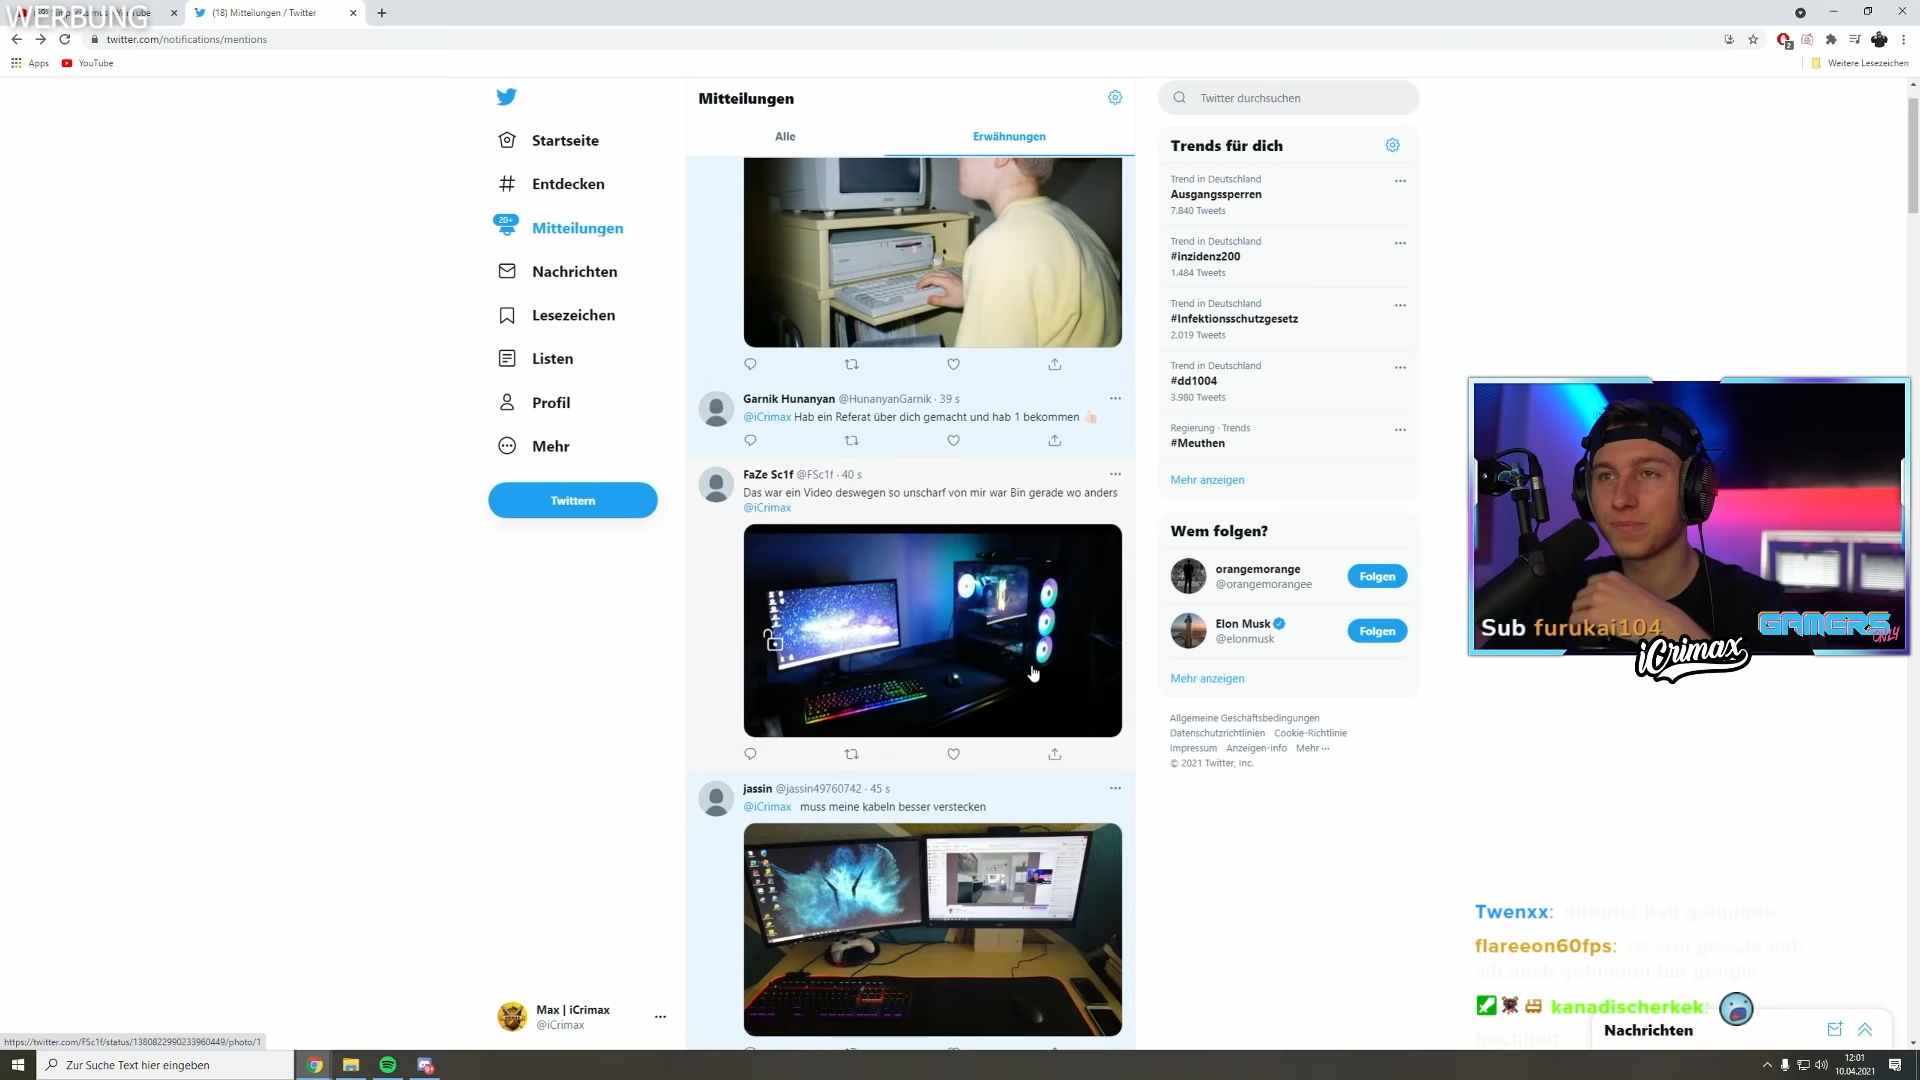 WERBUNG
(18) Mitteilungen / Twitter
twitter.com/notifications/mentions
Apps
YouTube
Weitere Lesezeichen
Startseite
Entdecken
20+
Mitteilungen
Nachrichten
Lesezeichen
Listen
Profil
Mehr
Twittern
Max | iCrimax
@iCrimax
Mitteilungen
Alle
Erwähnungen
Garnik Hunanyan @HunanyanGarnik · 39 s
@iCrimax Hab ein Referat über dich gemacht und hab 1 bekommen 👍🏻
FaZe Sc1f @FSc1f · 40 s
Das war ein Video deswegen so unscharf von mir war Bin gerade wo anders
@iCrimax
jassin @jassin49760742 · 45 s
@iCrimax muss meine kabeln besser verstecken
Twitter durchsuchen
Trends für dich
Trend in Deutschland
Ausgangssperren
7.840 Tweets
Trend in Deutschland
#inzidenz200
1.484 Tweets
Trend in Deutschland
#Infektionsschutzgesetz
2.019 Tweets
Trend in Deutschland
#dd1004
3.980 Tweets
Regierung · Trends
#Meuthen
Mehr anzeigen
Wem folgen?
orangemorange
@orangemorangee
Folgen
Elon Musk
@elonmusk
Folgen
Mehr anzeigen
Allgemeine Geschäftsbedingungen
Datenschutzrichtlinien Cookie-Richtlinie
Impressum Anzeigen-Info Mehr ···
© 2021 Twitter, Inc.
Sub furukai104
GAMERS
ONLY
iCrimax
Twenxx:
flareeon60fps:
kanadischerkek:
Nachrichten
https://twitter.com/FSc1f/status/1380822990233960449/photo/1
Zur Suche Text hier eingeben
12:01
10.04.2021